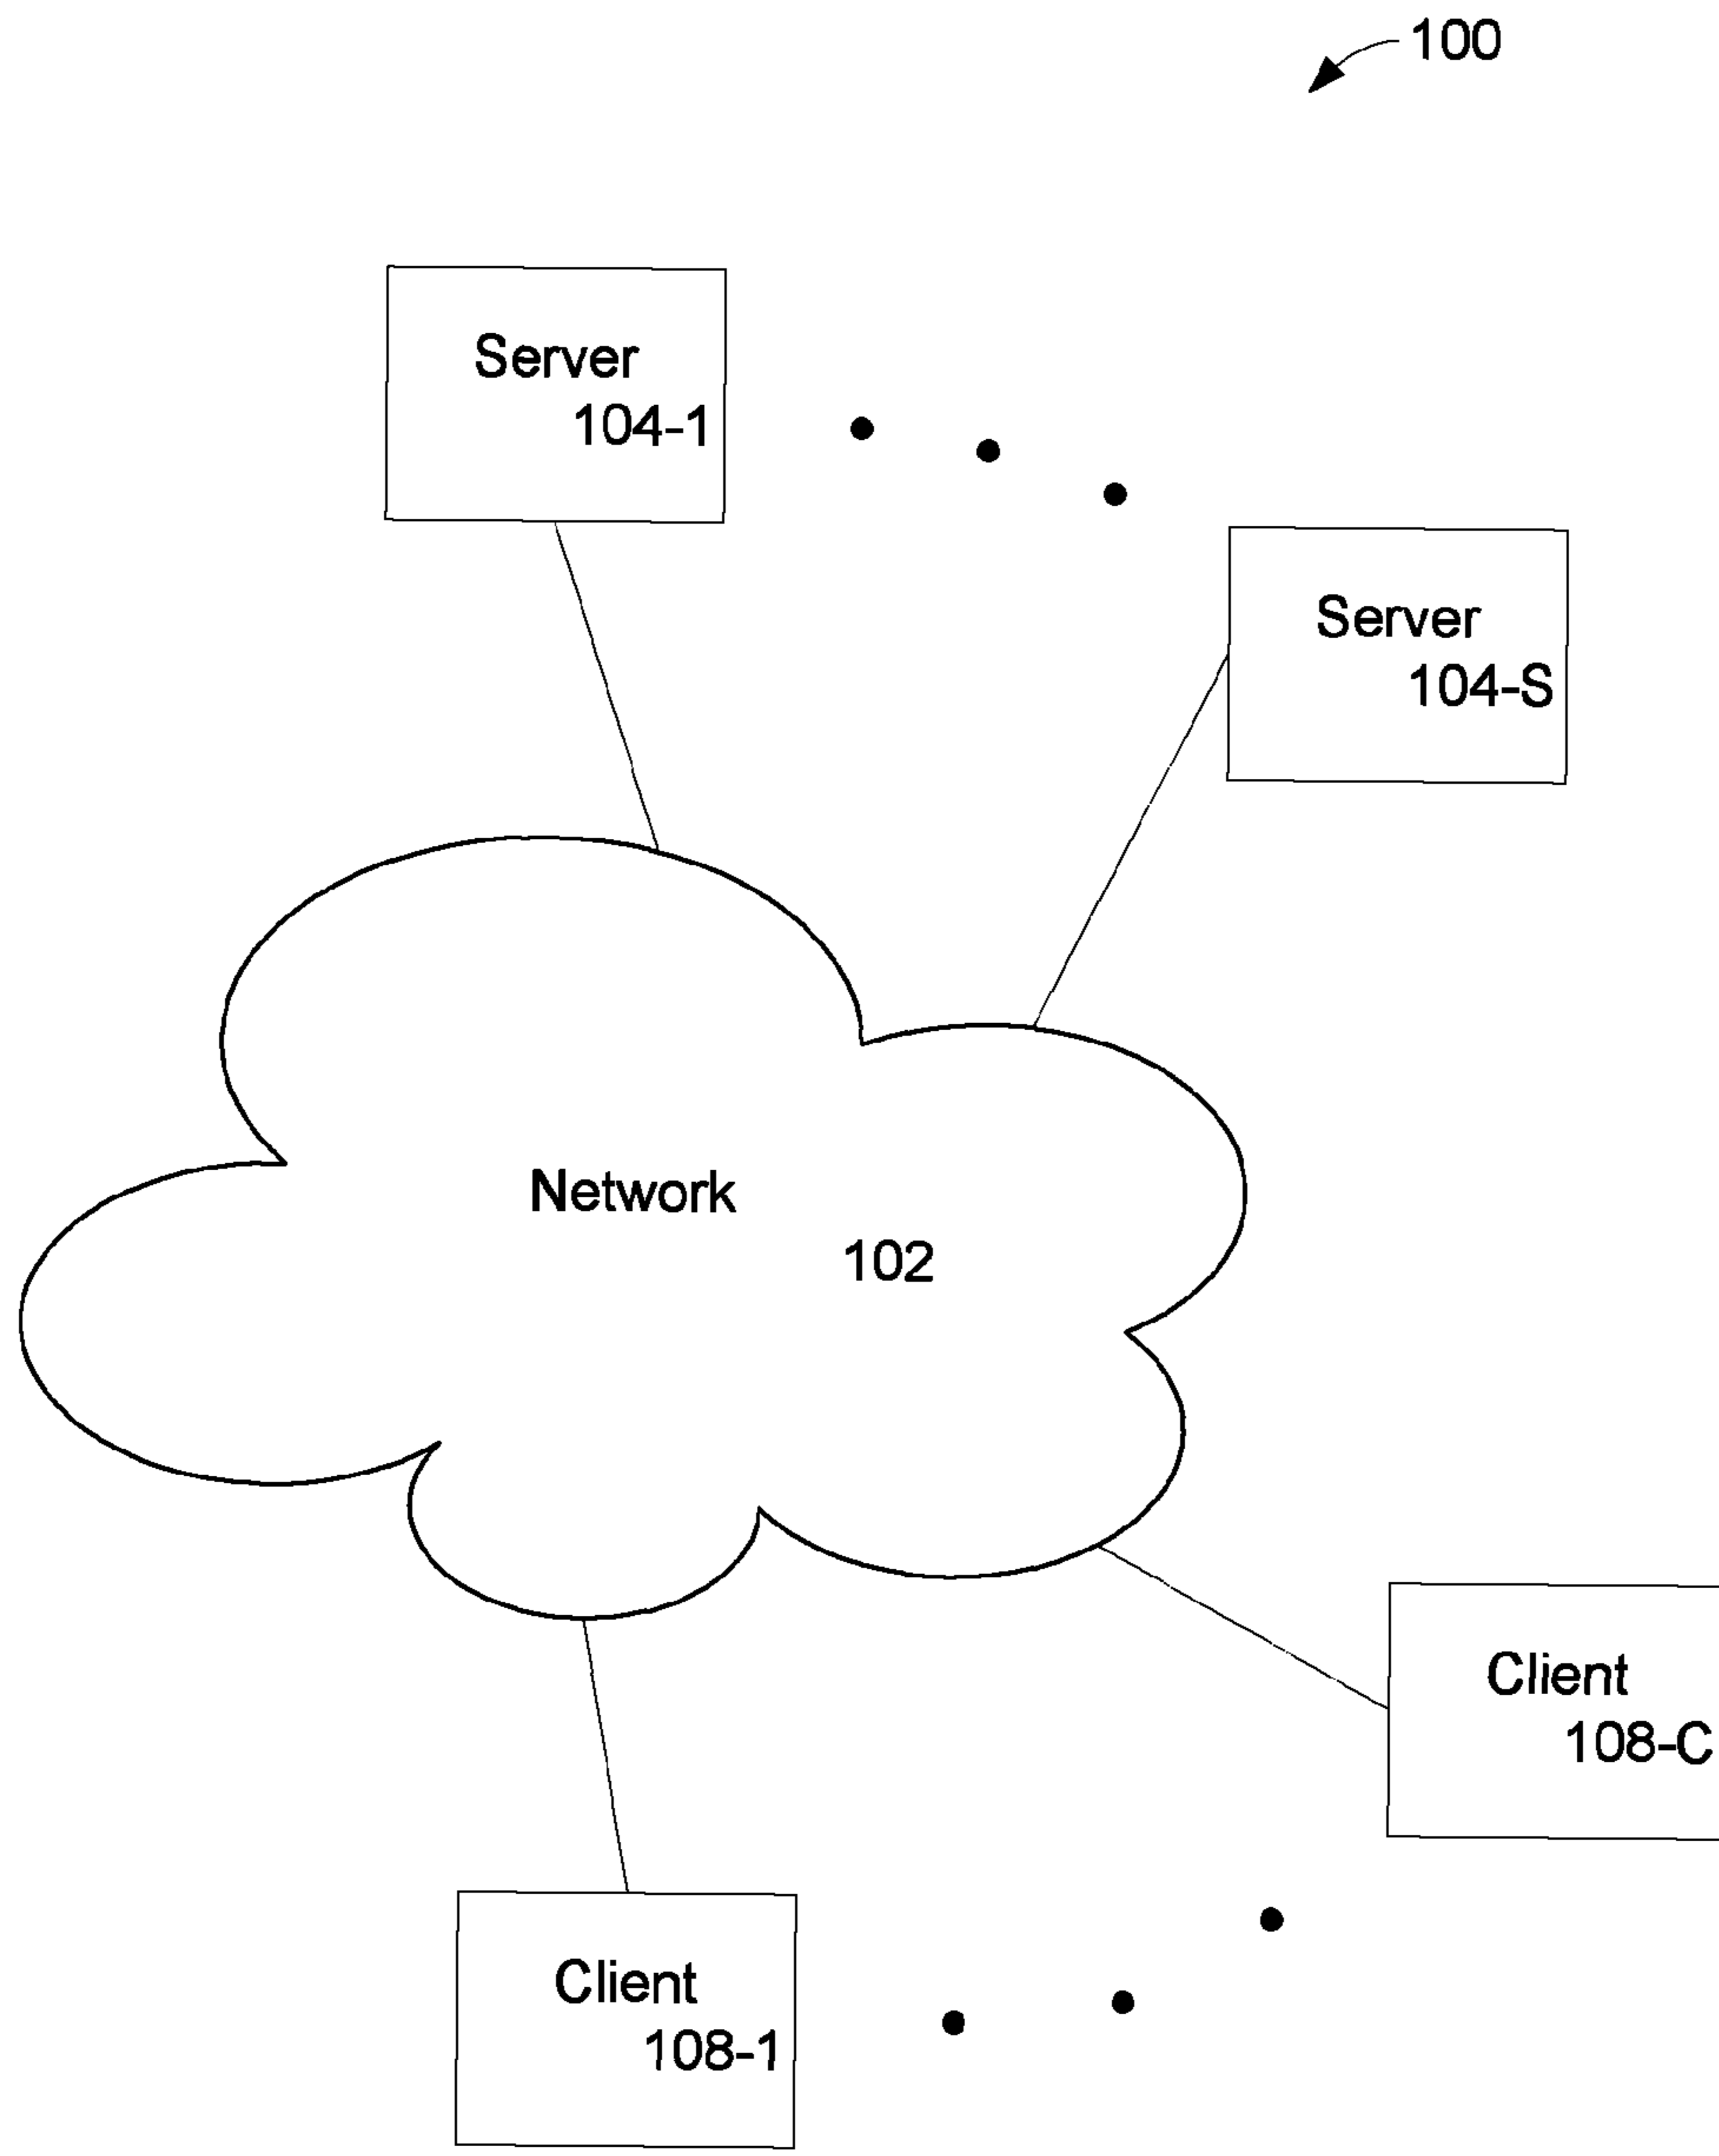 100
Server
104-1
Server
104-S
Network
102
Client
108-C
Client
108-1